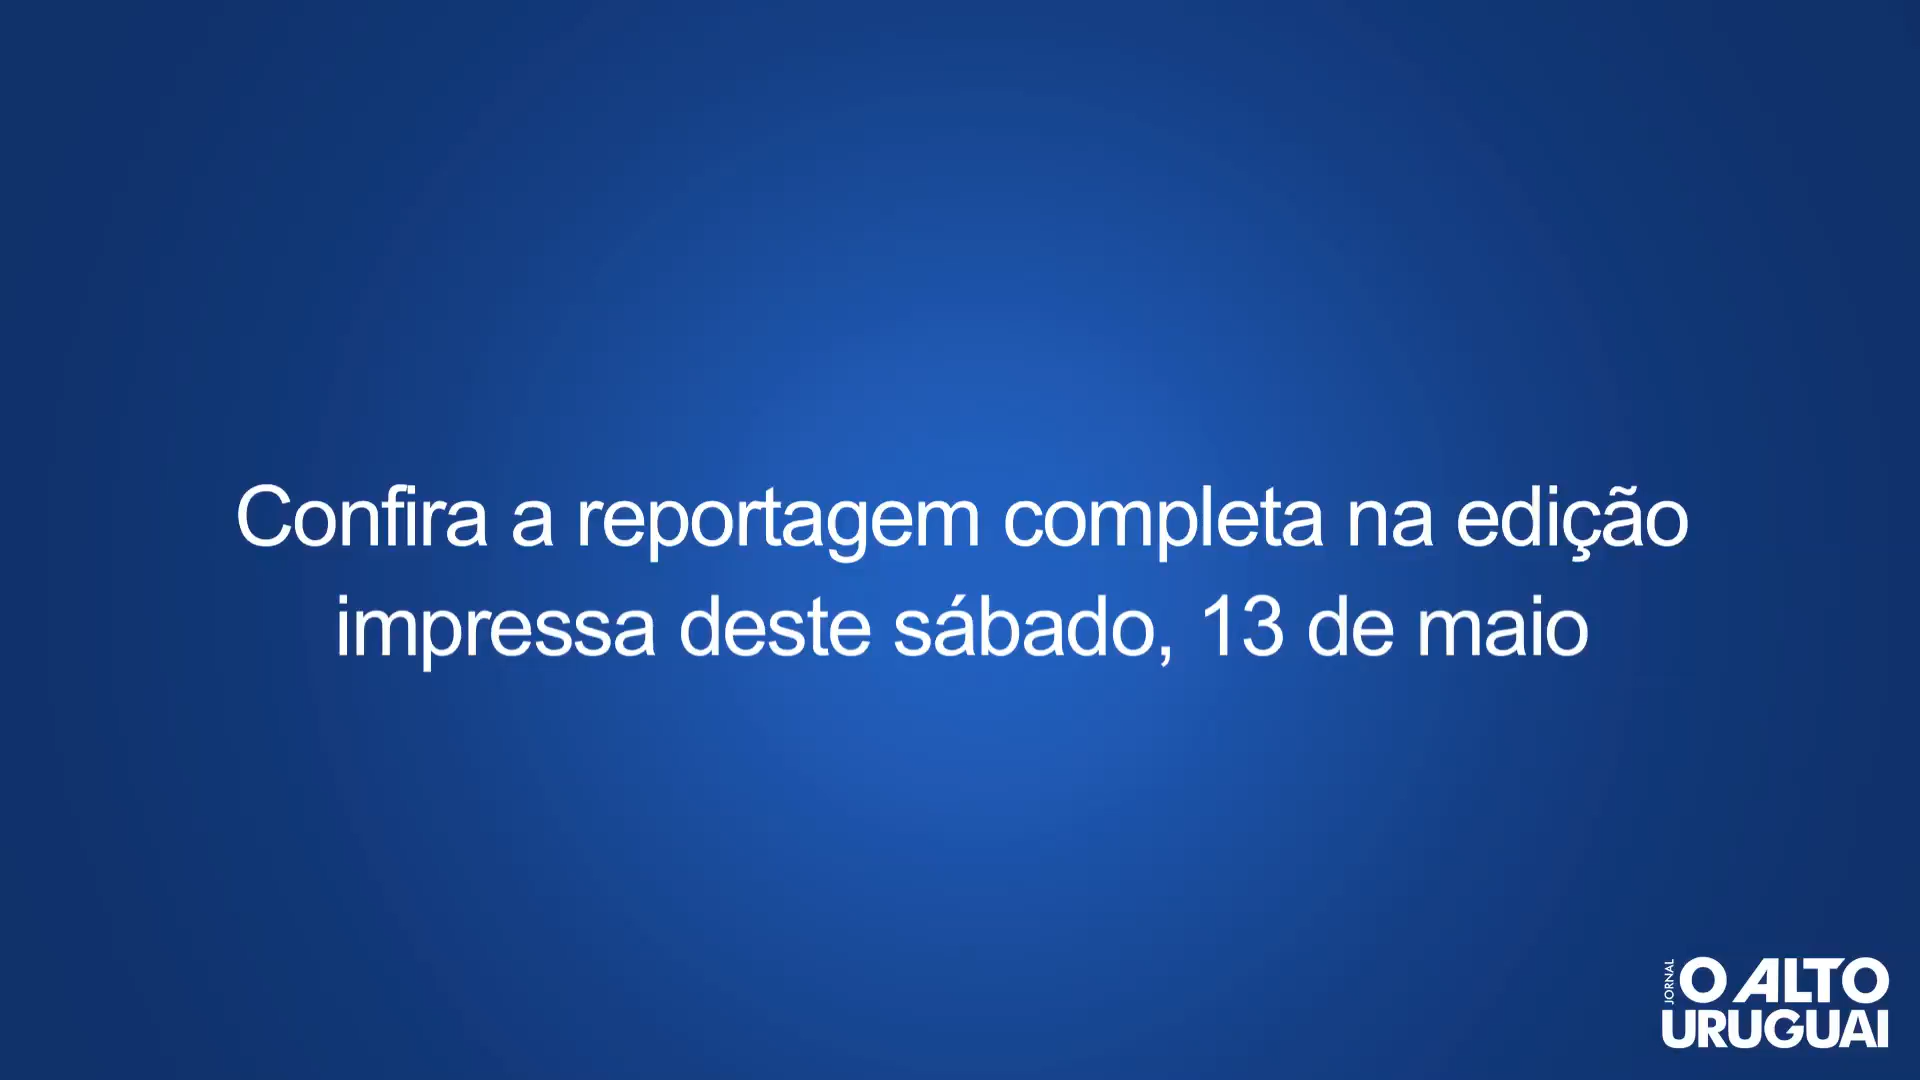 Confira a reportagem completa na edição
impressa deste sábado, 13 de maio
JORNAL
O ALTO
URUGUAI